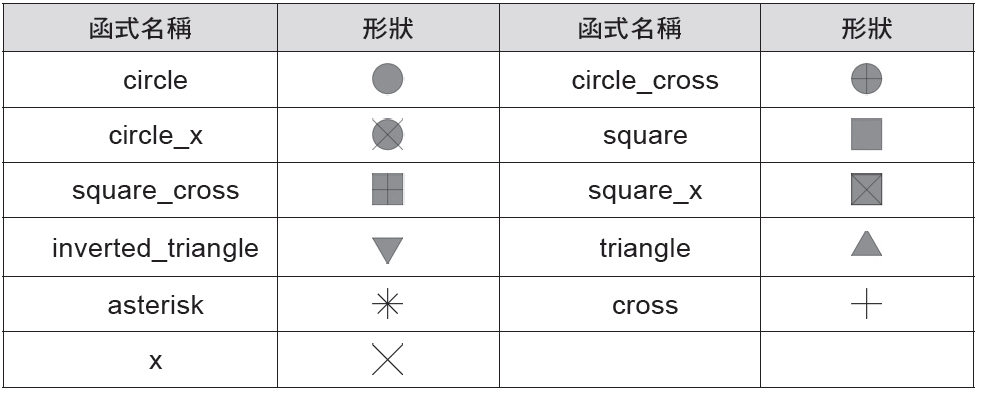 函式名稱 形狀 函式名稱 形狀
circle circle_cross
circle_x square
square_cross square_x
inverted_triangle triangle
asterisk cross
x